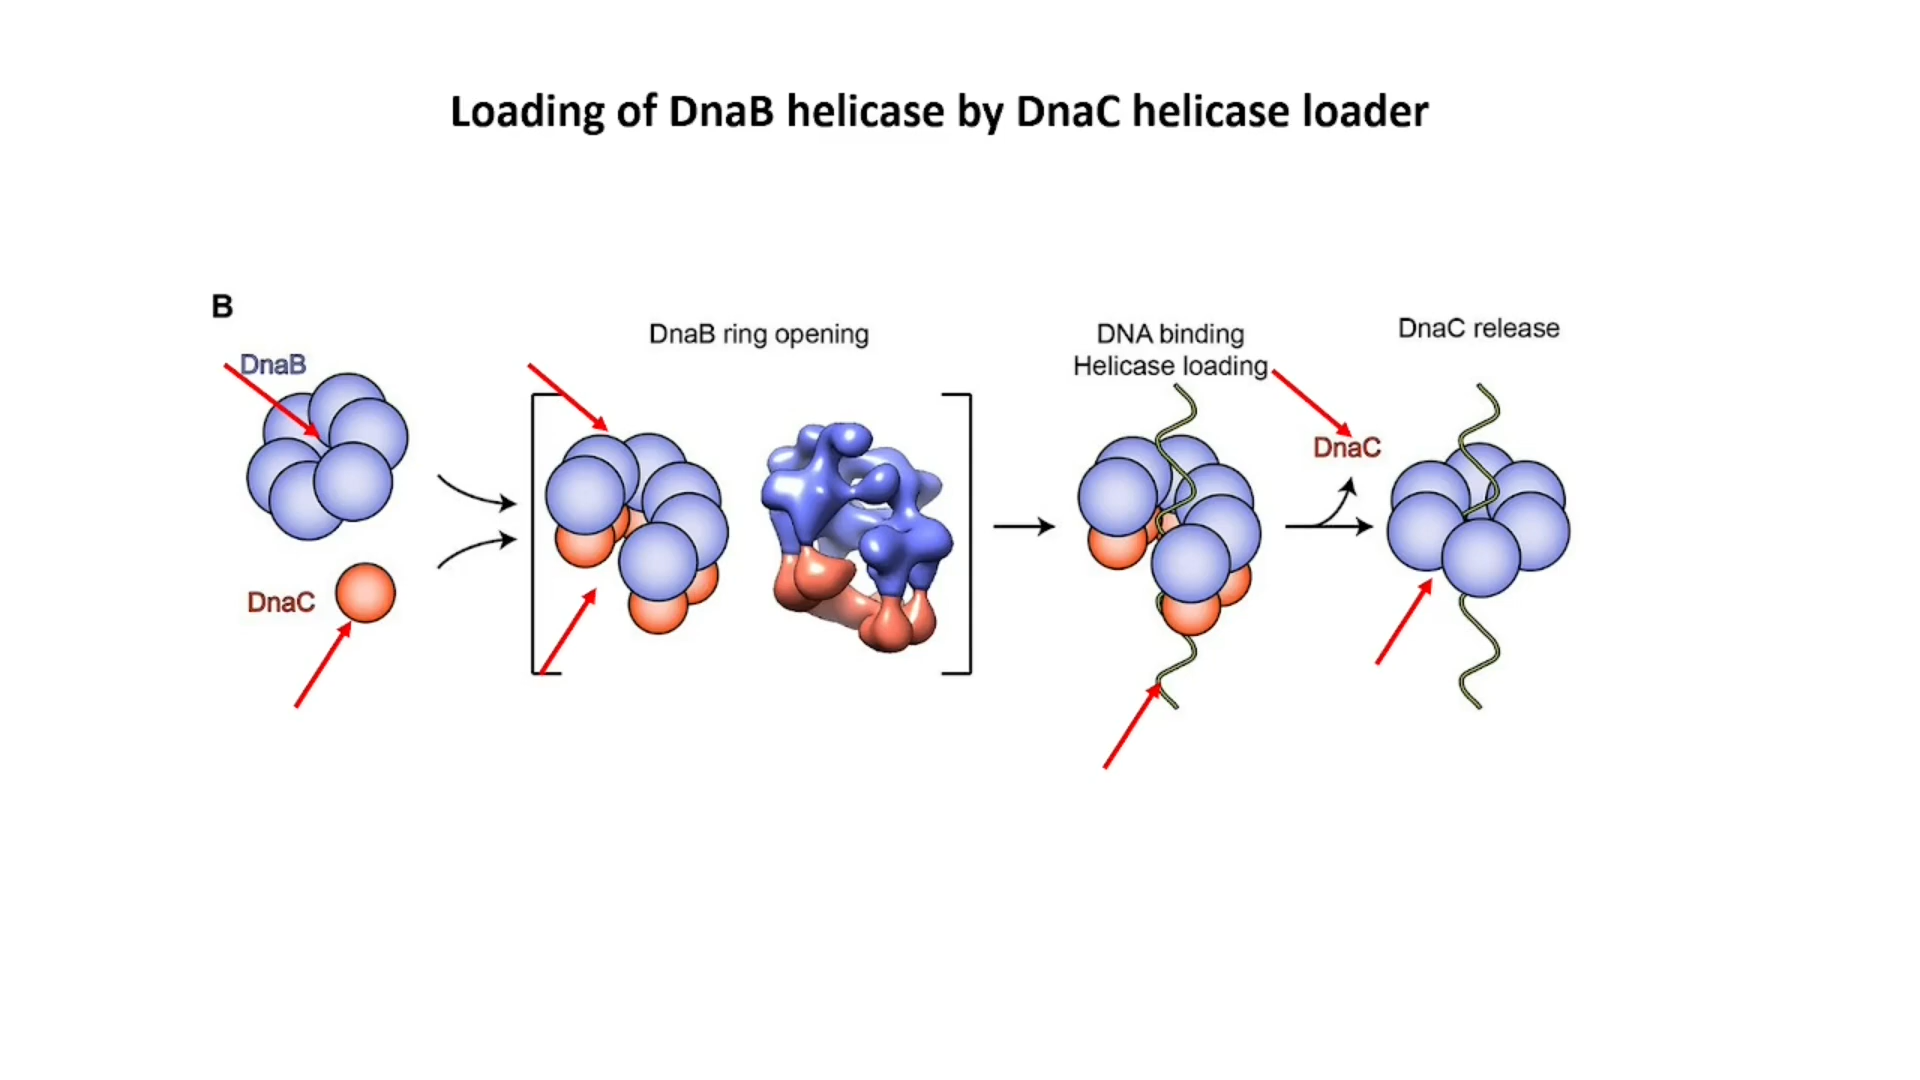 Loading of DnaB helicase by DnaC helicase loader
B
DnaB
DnaC
DnaB ring opening
DNA binding
Helicase loading
DnaC
DnaC release